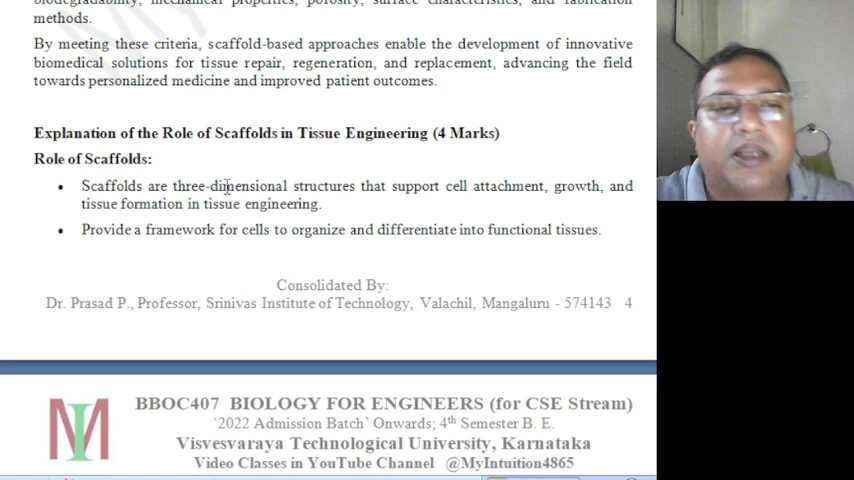 biodegradability, mechanical properties, porosity, surface characteristics, and fabrication
methods.
By meeting these criteria, scaffold-based approaches enable the development of innovative
biomedical solutions for tissue repair, regeneration, and replacement, advancing the field
towards personalized medicine and improved patient outcomes.
Explanation of the Role of Scaffolds in Tissue Engineering (4 Marks)
Role of Scaffolds:
• Scaffolds are three-dimensional structures that support cell attachment, growth, and
tissue formation in tissue engineering.
• Provide a framework for cells to organize and differentiate into functional tissues.
Consolidated By:
Dr. Prasad P., Professor, Srinivas Institute of Technology, Valachil, Mangaluru - 574143 4
BBOC407 BIOLOGY FOR ENGINEERS (for CSE Stream)
‘2022 Admission Batch’ Onwards; 4th Semester B. E.
Visvesvaraya Technological University, Karnataka
Video Classes in YouTube Channel @MyIntuition4865